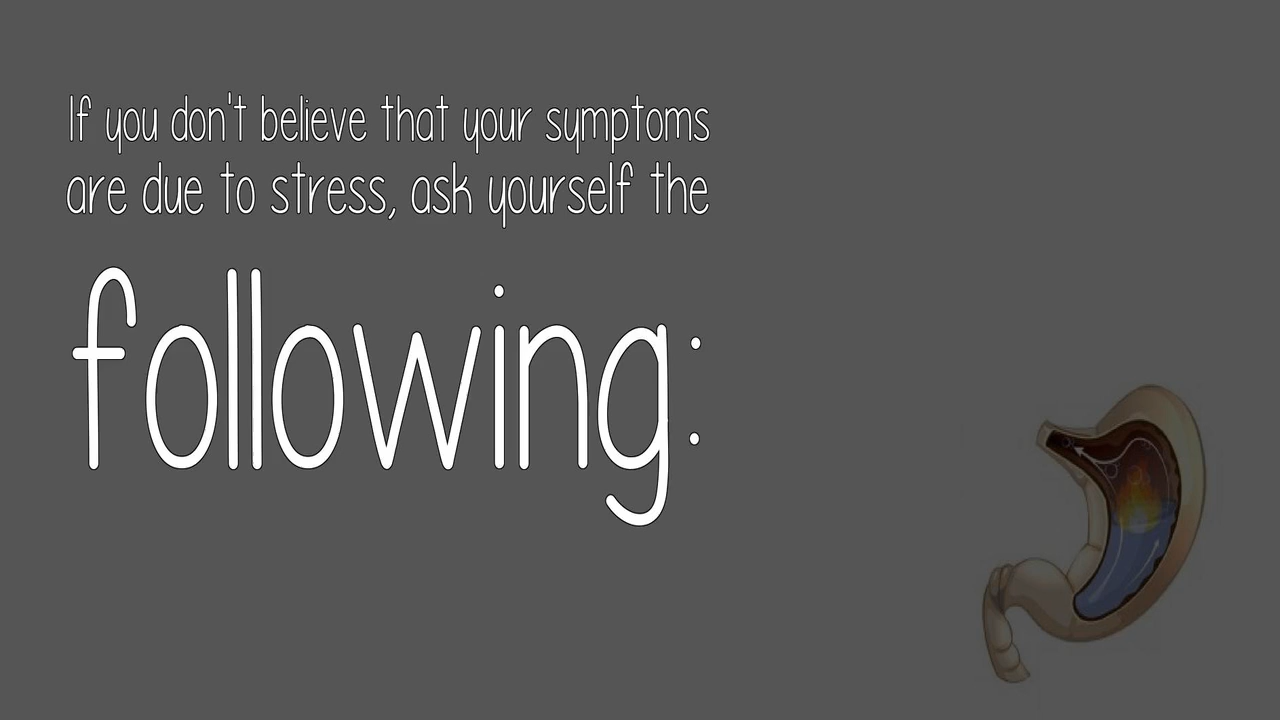 If you don't believe that your symptoms
are due to stress, ask yourself the
following: